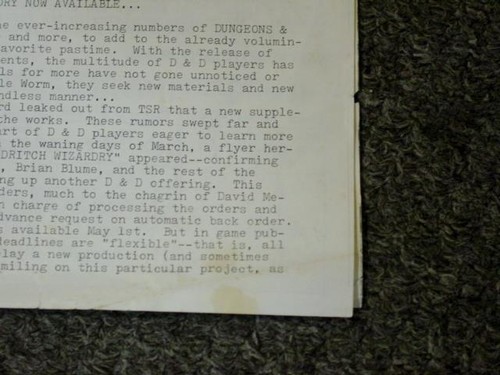 RY NOW AVAILABLE...
e ever-increasing numbers of DUNGEONS &
and more, to add to the already volumin-
avorite pastime. With the release of
ents, the multitude of D & D players has
ls for more have not gone unnoticed or
le Worm, they seek new materials and new
ndless manner...
rd leaked out from TSR that a new supple-
the works. These rumors swept far and
art of D & D players eager to learn more
the waning days of March, a flyer her-
DRITCH WIZARDRY" appeared--confirming
, Brian Blume, and the rest of the
ng up another D & D offering. This
ders, much to the chagrin of David Me-
n charge of processing the orders and
dvance request on automatic back order.
s available May 1st. But in game pub-
deadlines are "flexible"--that is, all
lay a new production (and sometimes
miling on this particular project, as